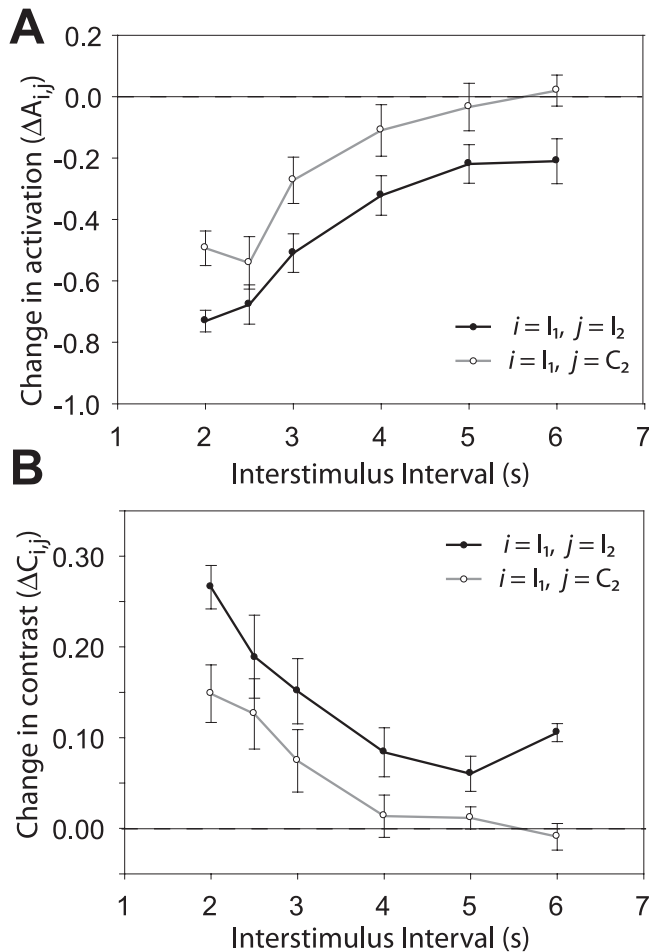 A
Change in activation (ΔAi,j)
0.2
0.0
-0.2
-0.4
-0.6
-0.8
-1.0
i = I1, j = I2
i = I1, j = C2
1 2 3 4 5 6 7
Interstimulus Interval (s)
B
Change in contrast (ΔCi,j)
0.30
0.20
0.10
0.00
i = I1, j = I2
i = I1, j = C2
1 2 3 4 5 6 7
Interstimulus Interval (s)